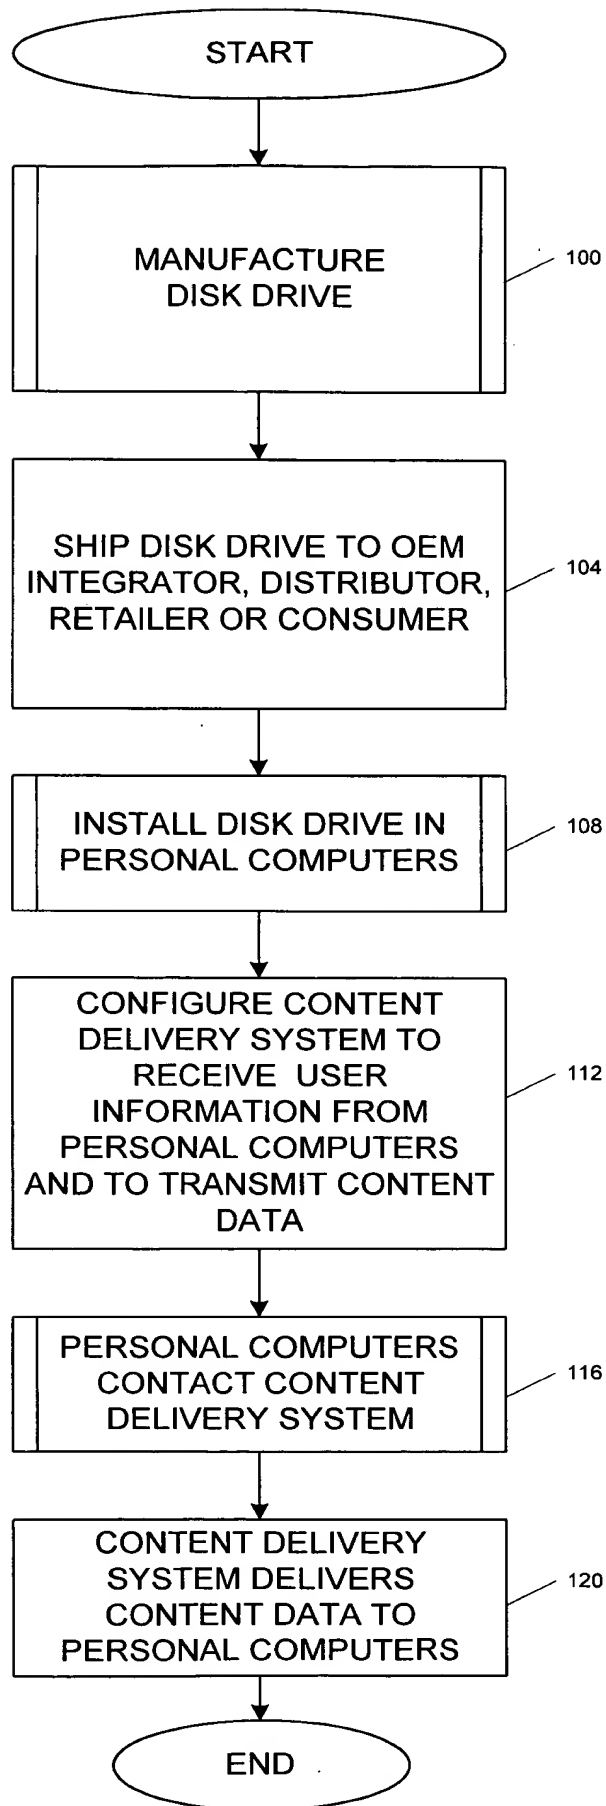 START
MANUFACTURE
DISK DRIVE
100
SHIP DISK DRIVE TO OEM
INTEGRATOR, DISTRIBUTOR,
RETAILER OR CONSUMER
104
INSTALL DISK DRIVE IN
PERSONAL COMPUTERS
108
CONFIGURE CONTENT
DELIVERY SYSTEM TO
RECEIVE USER
INFORMATION FROM
PERSONAL COMPUTERS
AND TO TRANSMIT CONTENT
DATA
112
PERSONAL COMPUTERS
CONTACT CONTENT
DELIVERY SYSTEM
116
CONTENT DELIVERY
SYSTEM DELIVERS
CONTENT DATA TO
PERSONAL COMPUTERS
120
END